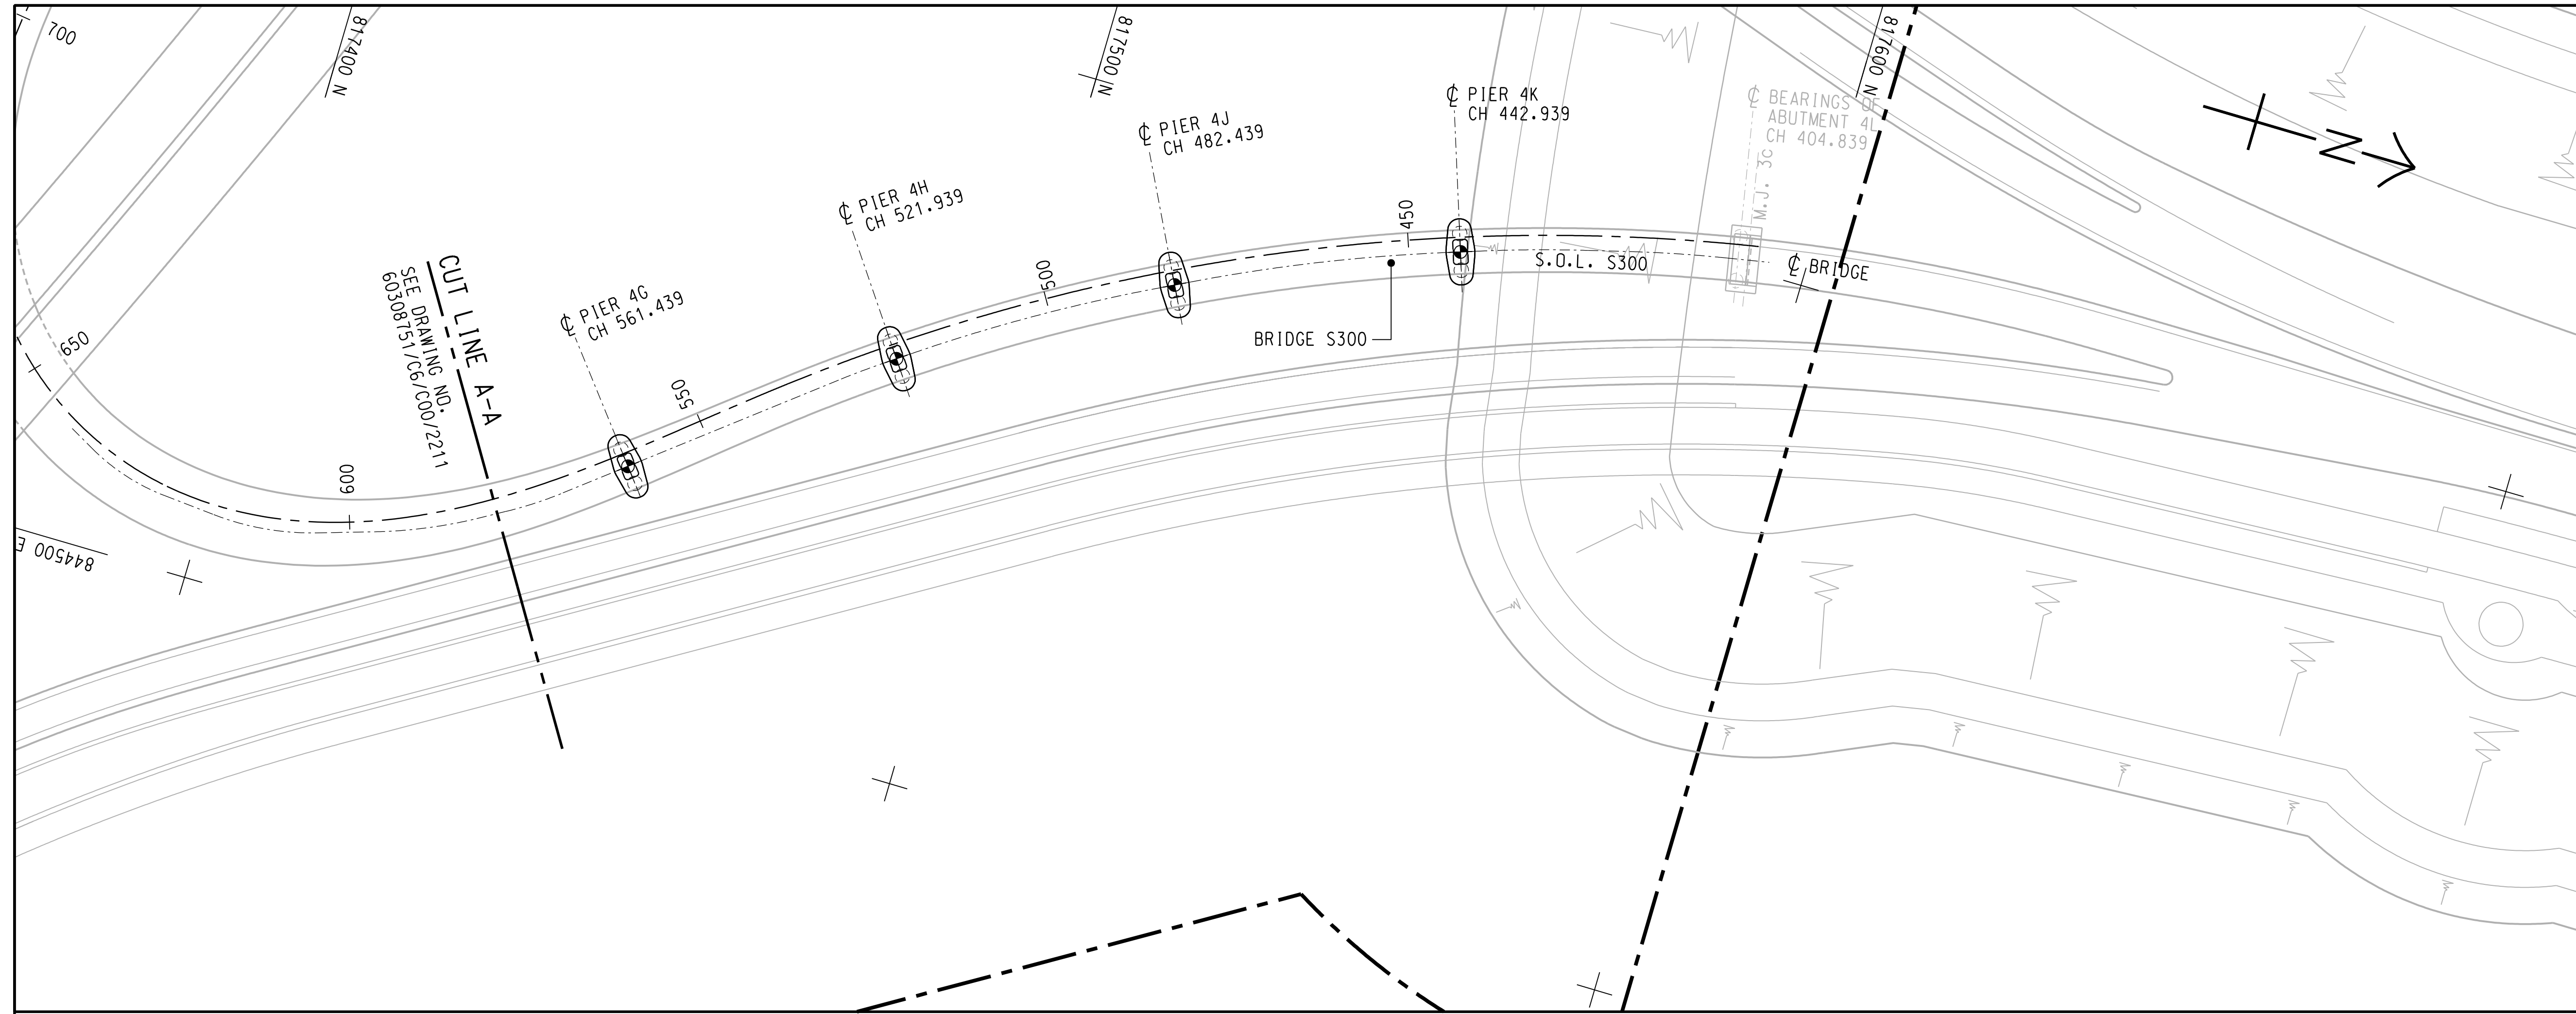 700
817400 N
817500 N
817600 N
℄ PIER 4K
CH 442.939
℄ BEARINGS OF
ABUTMENT 4L
CH 404.839
M.J. 3c
N
℄ PIER 4J
CH 482.439
℄ PIER 4H
CH 521.939
℄ PIER 4G
CH 561.439
450
500
550
600
650
S.O.L. S300
℄ BRIDGE
BRIDGE S300
CUT LINE A-A
SEE DRAWING NO.
60308751/C6/C00/2211
844500 E